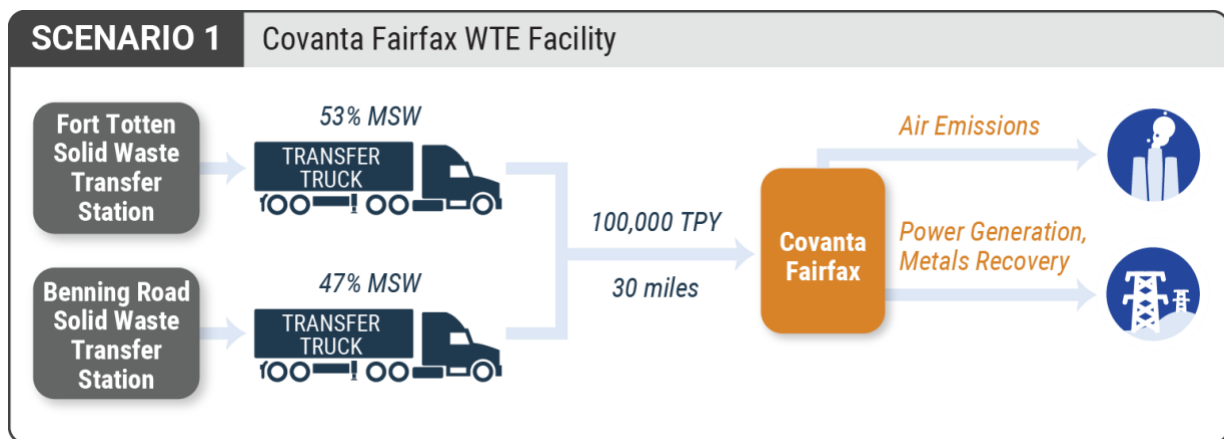 SCENARIO 1
Covanta Fairfax WTE Facility
Fort Totten
Solid Waste
Transfer
Station
53% MSW
TRANSFER
TRUCK
Benning Road
Solid Waste
Transfer
Station
47% MSW
TRANSFER
TRUCK
100,000 TPY
30 miles
Covanta
Fairfax
Air Emissions
Power Generation,
Metals Recovery